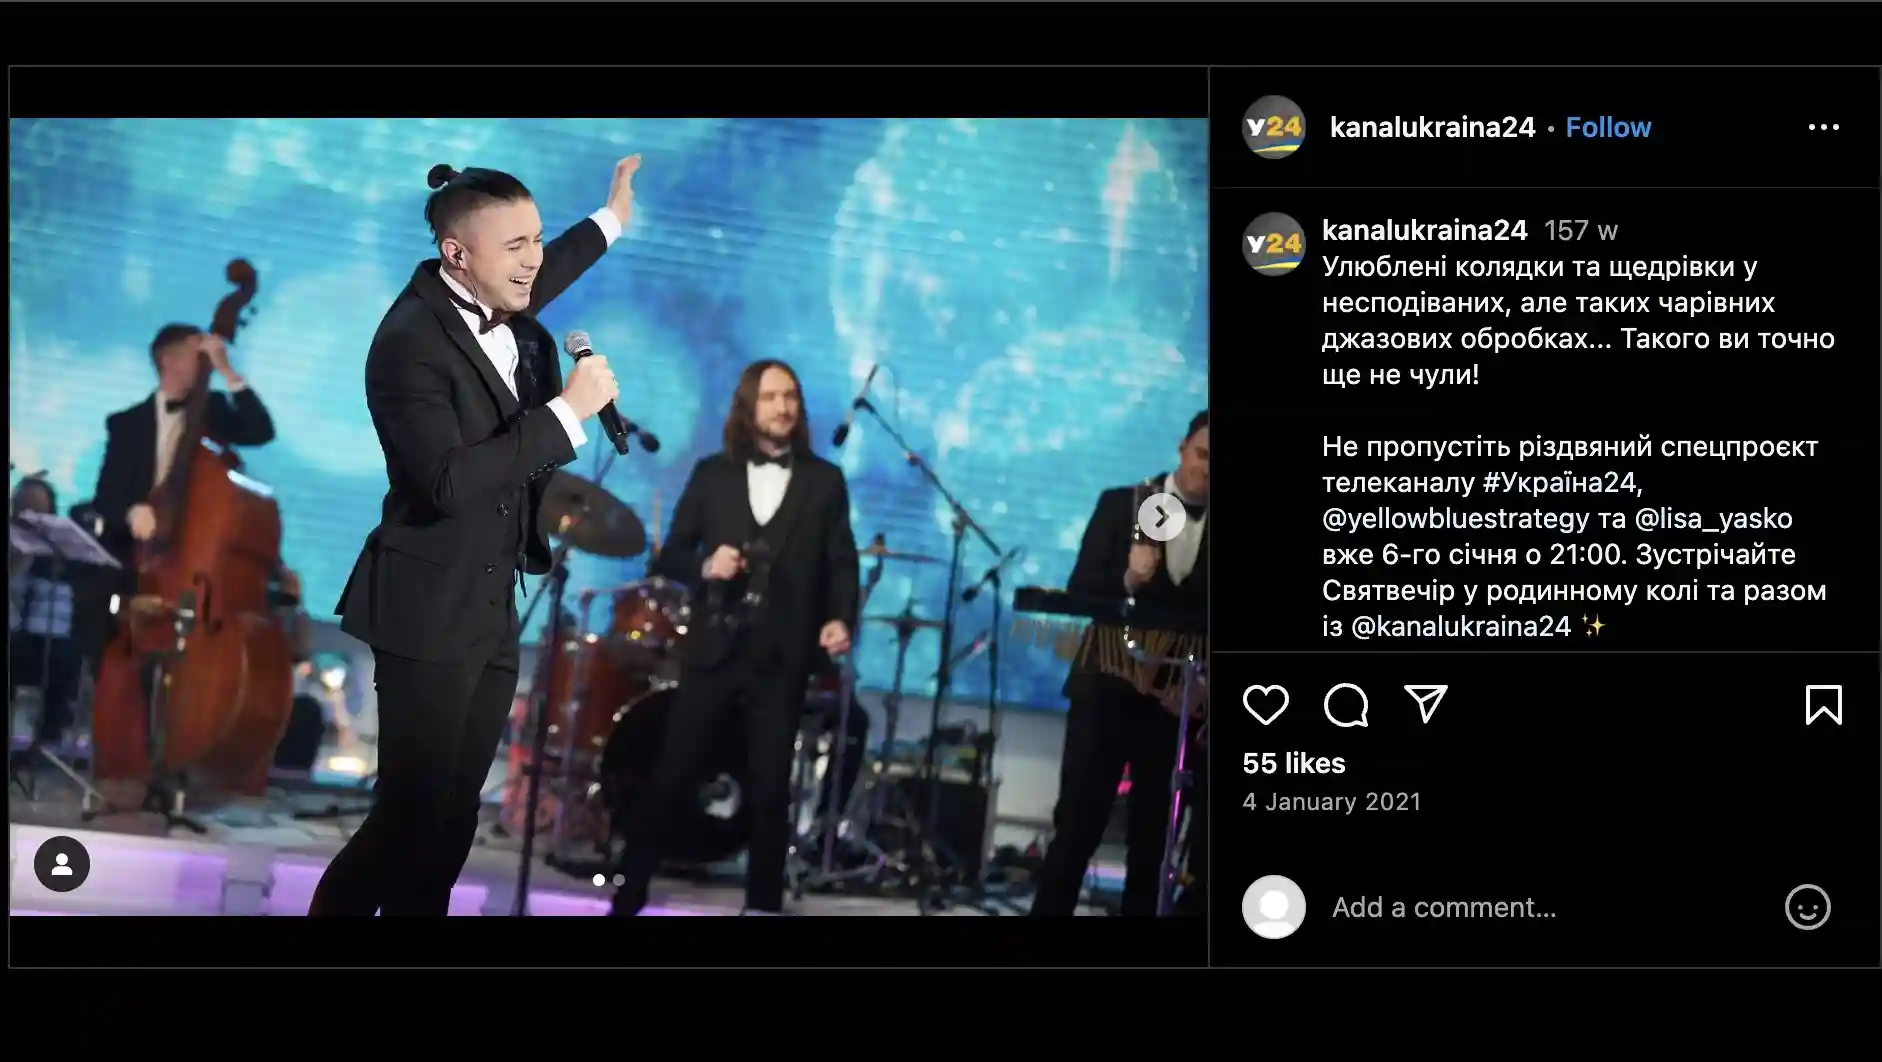 У24
kanalukraina24 • Follow
У24
kanalukraina24 157 w
Улюблені колядки та щедрівки у
несподіваних, але таких чарівних
джазових обробках... Такого ви точно
ще не чули!
Не пропустіть різдвяний спецпроєкт
телеканалу #Україна24,
@yellowbluestrategy та @lisa_yasko
вже 6-го січня о 21:00. Зустрічайте
Святвечір у родинному колі та разом
із @kanalukraina24 ✨
55 likes
4 January 2021
Add a comment...